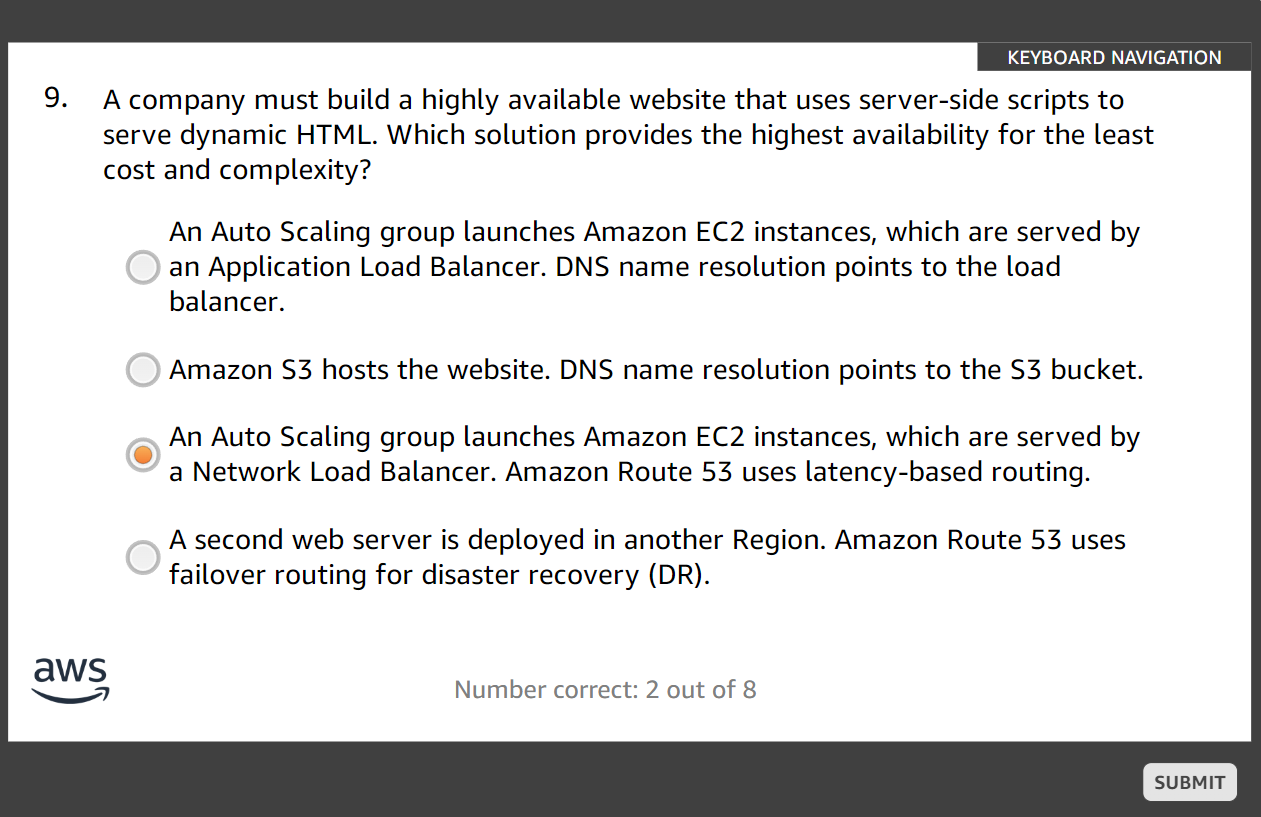 KEYBOARD NAVIGATION
9. A company must build a highly available website that uses server-side scripts to
serve dynamic HTML. Which solution provides the highest availability for the least
cost and complexity?
An Auto Scaling group launches Amazon EC2 instances, which are served by
an Application Load Balancer. DNS name resolution points to the load
balancer.
Amazon S3 hosts the website. DNS name resolution points to the S3 bucket.
An Auto Scaling group launches Amazon EC2 instances, which are served by
a Network Load Balancer. Amazon Route 53 uses latency-based routing.
A second web server is deployed in another Region. Amazon Route 53 uses
failover routing for disaster recovery (DR).
aws
Number correct: 2 out of 8
SUBMIT